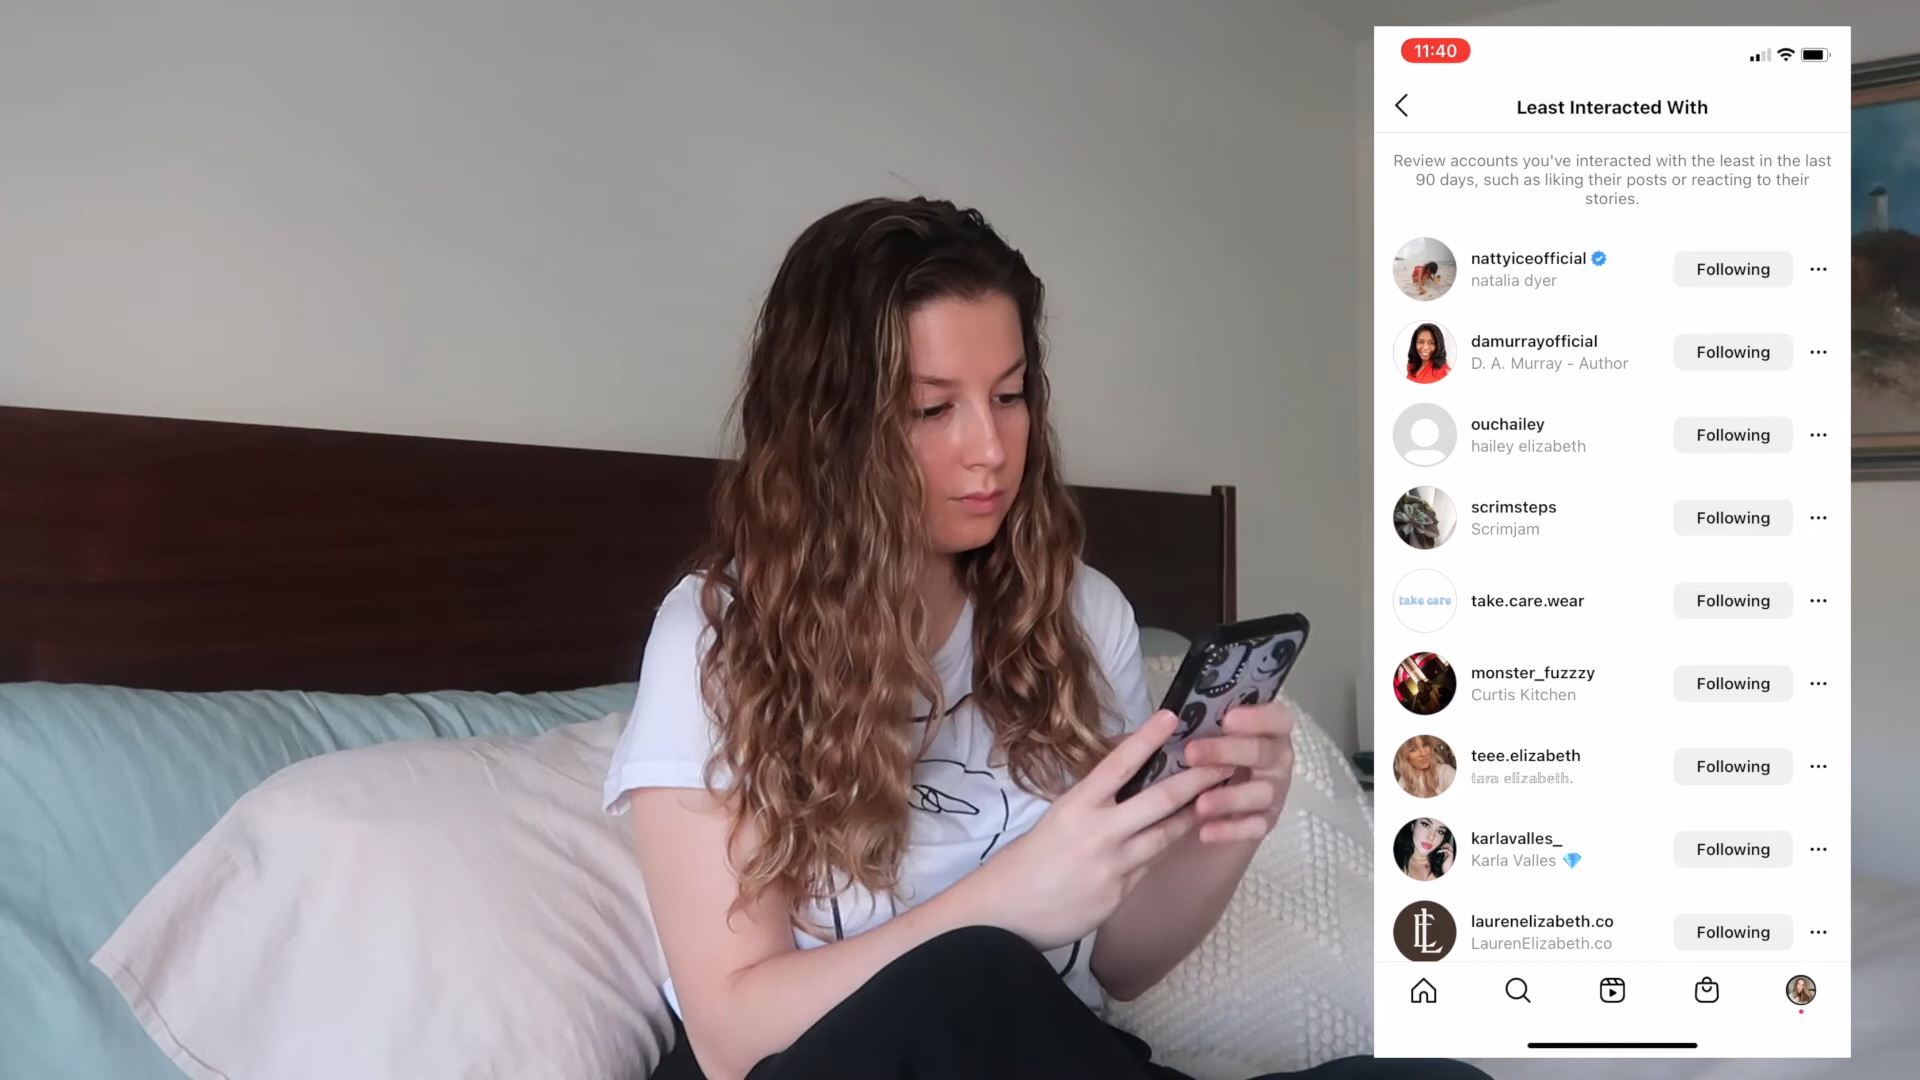 11:40
Least Interacted With
Review accounts you've interacted with the least in the last
90 days, such as liking their posts or reacting to their
stories.
nattyiceofficial
natalia dyer
Following
damurrayofficial
D. A. Murray - Author
Following
ouchailey
hailey elizabeth
Following
scrimsteps
Scrimjam
Following
take care
take.care.wear
Following
monster_fuzzzy
Curtis Kitchen
Following
teee.elizabeth
𝕥𝕒𝕣𝕒 𝕖𝕝𝕚𝕫𝕒𝕓𝕖𝕥𝕙.
Following
karlavalles_
Karla Valles 💎
Following
LE
laurenelizabeth.co
LaurenElizabeth.co
Following